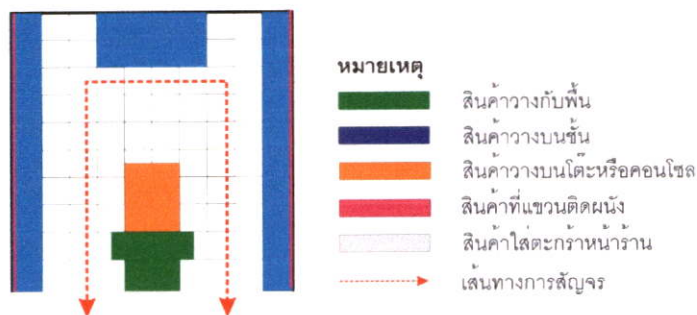 หมายเหตุ
สินค้าวางกับพื้น
สินค้าวางบนชั้น
สินค้าวางบนโต๊ะหรือคอนโซล
สินค้าที่แขวนติดผนัง
สินค้าใส่ตะกร้าหน้าร้าน
เส้นทางการสัญจร